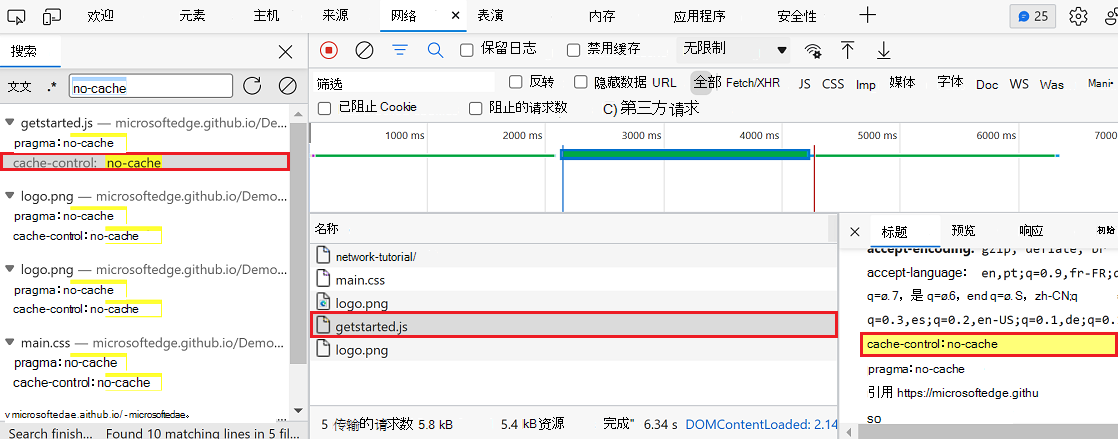 欢迎 元素 主机 来源 网络 × 表演 内存 应用程序 安全性 25
搜索
文文 .* no-cache
getstarted.js — microsoftedge.github.io/De...
pragma:no-cache
cache-control: no-cache
logo.png — microsoftedge.github.io/Demo...
pragma:no-cache
cache-control:no-cache
logo.png — microsoftedge.github.io/Demo...
pragma:no-cache
cache-control:no-cache
main.css — microsoftedge.github.io/Demo...
pragma:no-cache
cache-control:no-cache
v microsoftedae.aithub.io/ - microsoftedae.
Search finish... Found 10 matching lines in 5 fil...
保留日志 禁用缓存 无限制
筛选 反转 隐藏数据 URL 全部 Fetch/XHR JS CSS Imp 媒体 字体 Doc WS Was Mani·
已阻止 Cookie 阻止的请求数 C) 第三方请求
1000 ms 2000 ms 3000 ms 4000 ms 5000 ms 6000 ms 7000
名称
network-tutorial/
main.css
logo.png
getstarted.js
logo.png
5 传输的请求数 5.8 kB 5.4 kB资源 完成" 6.34 s DOMContentLoaded: 2.14
× 标题 预览 响应 初始
accept-encoding: gzip, deflate, br
accept-language: en,pt;q=0.9,fr-FR;q
q=ø.7，是 q=ø.6，end q=ø.S，zh-CN;q
q=0.3,es;q=0.2,en-US;q=0.1,de;q=0.
cache-control:no-cache
pragma:no-cache
引用 https://microsoftedge.githu
so